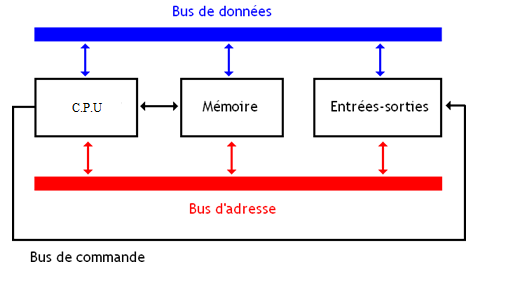 Bus de données
C.P.U
Mémoire
Entrées-sorties
Bus d'adresse
Bus de commande